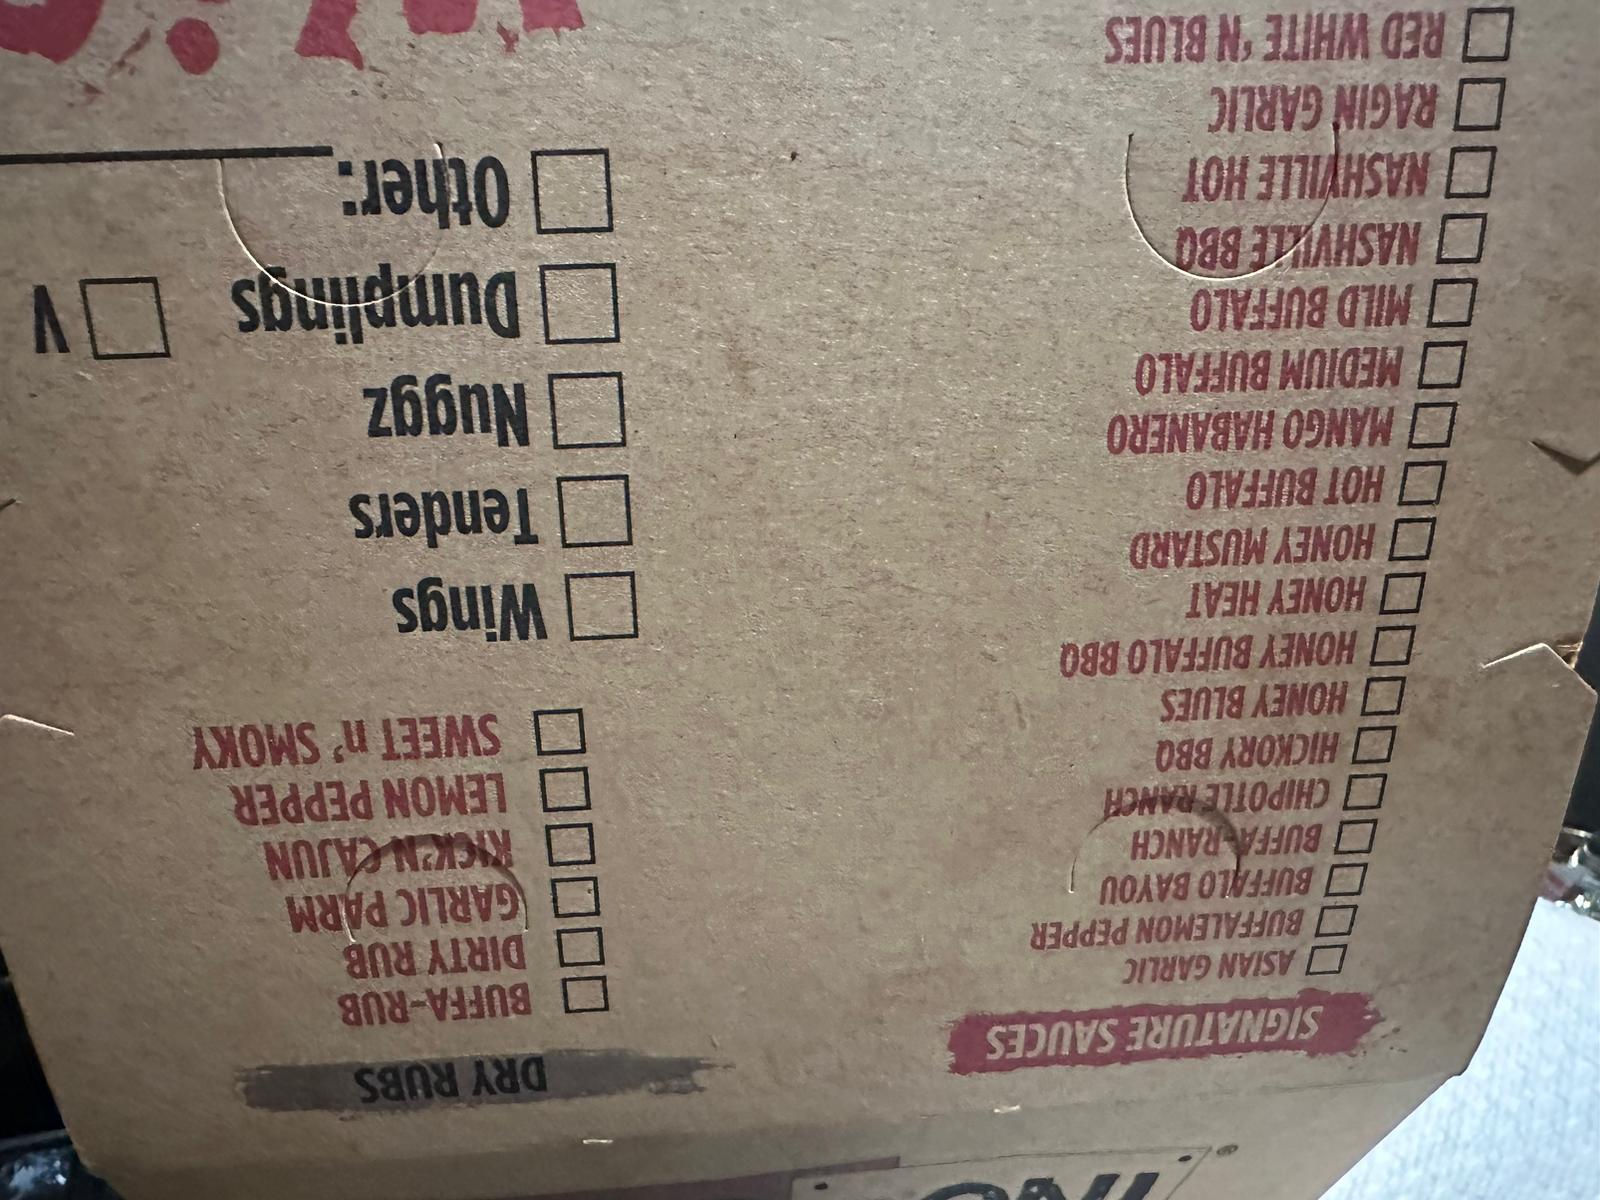 SIGNATURE SAUCES
ASIAN GARLIC
BUFFALEMON PEPPER
BUFFALO BAYOU
BUFFA-RANCH
CHIPOTLE RANCH
HICKORY BBQ
HONEY BLUES
HONEY BUFFALO BBQ
HONEY HEAT
HONEY MUSTARD
HOT BUFFALO
MANGO HABANERO
MEDIUM BUFFALO
MILD BUFFALO
NASHVILLE BBQ
NASHVILLE HOT
RAGIN GARLIC
RED WHITE 'N BLUES
DRY RUBS
BUFFA-RUB
DIRTY RUB
GARLIC PARM
KICK'N CAJUN
LEMON PEPPER
SWEET n' SMOKY
Wings
Tenders
Nuggz
Dumplings
Other: